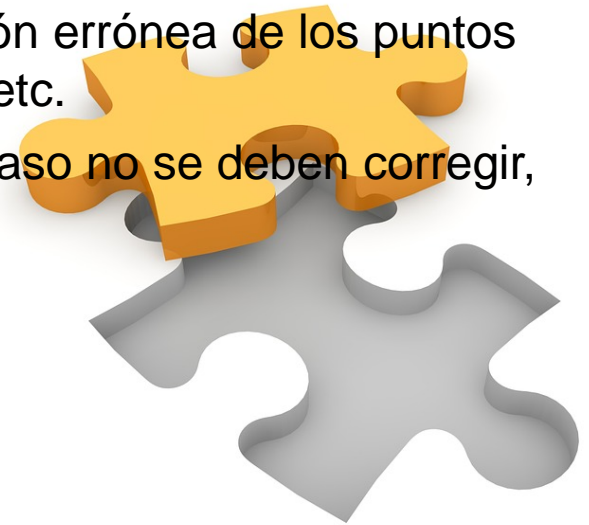 ón errónea de los puntos
etc.
aso no se deben corregir,